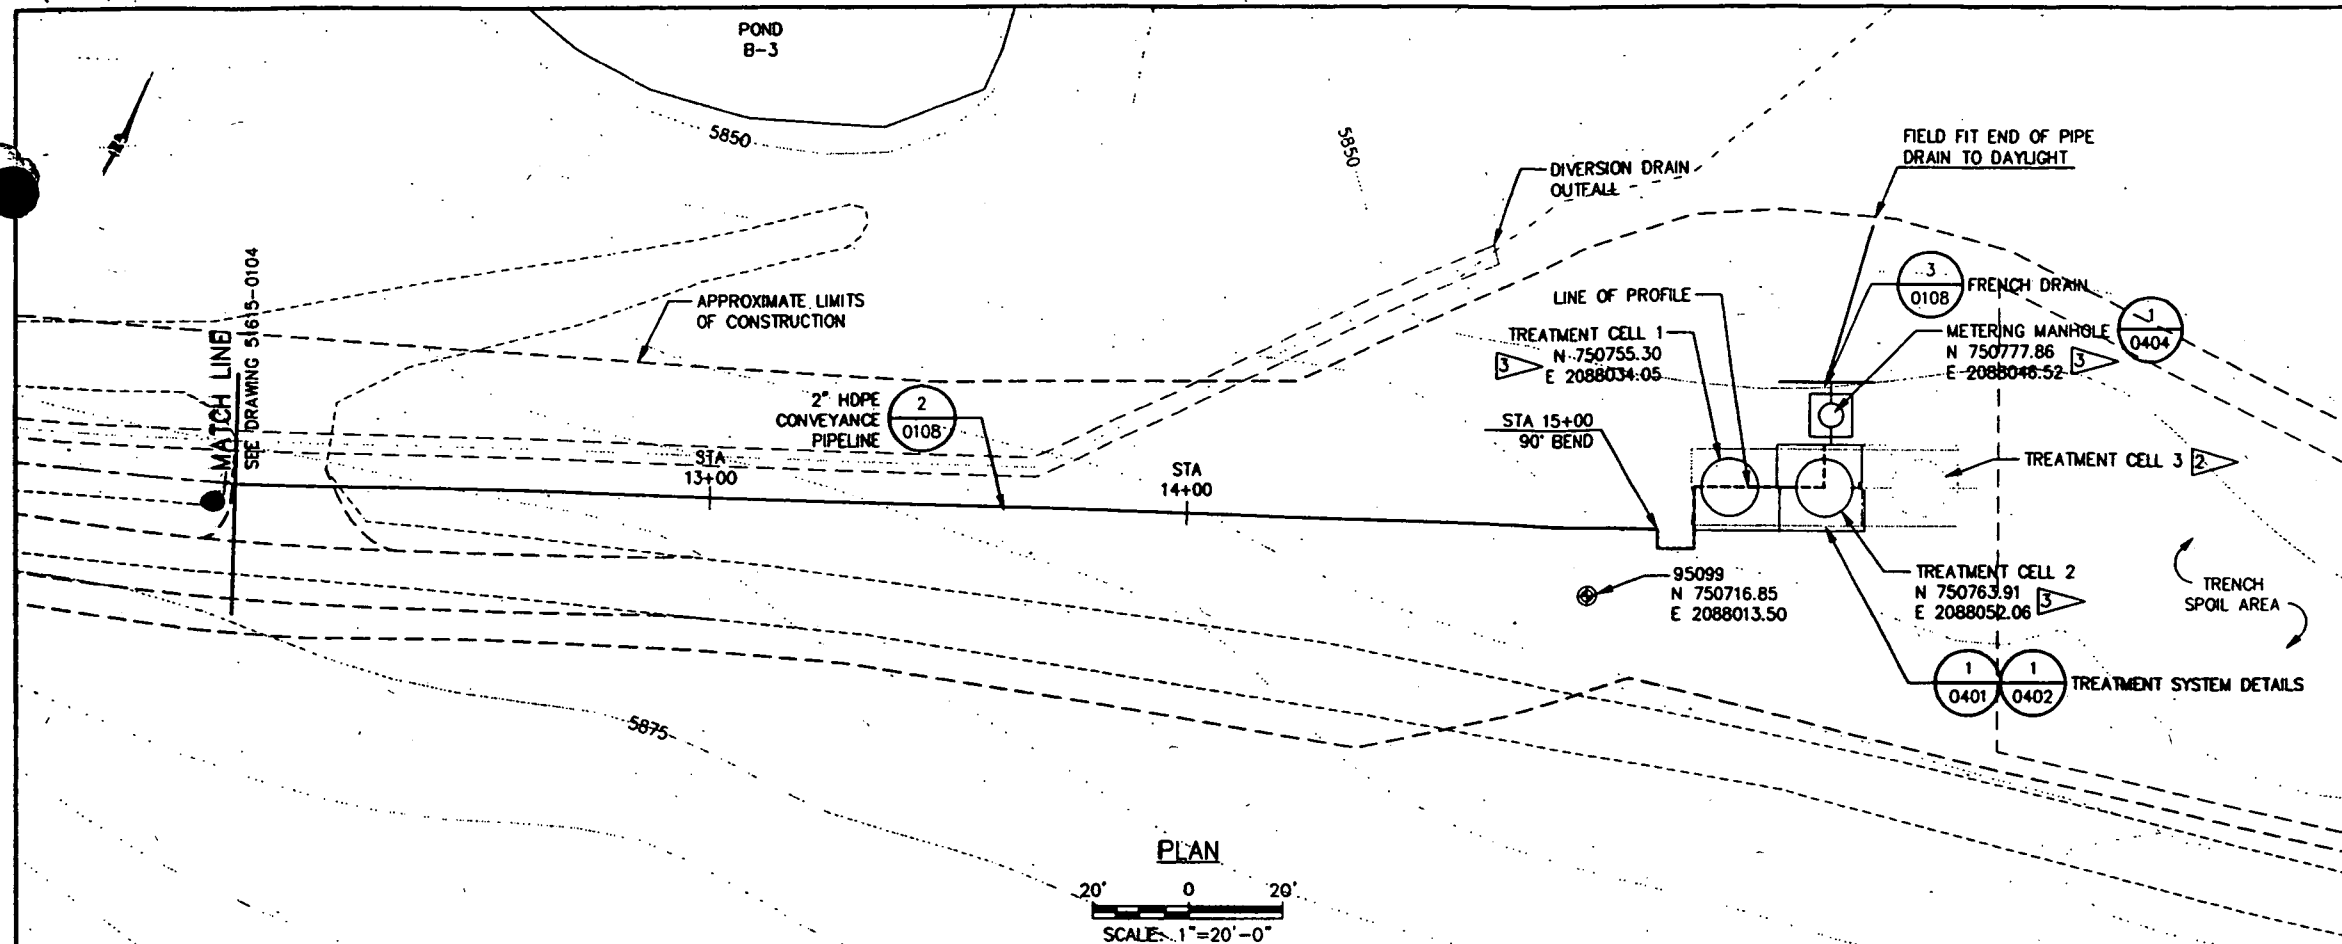 POND
B-3
5850
5850
FIELD FIT END OF PIPE
DRAIN TO DAYLIGHT
DIVERSION DRAIN
OUTFALL
3
0108
FRENCH DRAIN
LINE OF PROFILE
APPROXIMATE LIMITS
OF CONSTRUCTION
MATCH LINE
SEE DRAWING 51615-0104
TREATMENT CELL 1
N 750755.30
E 2088034.05
3
METERING MANHOLE
N 750777.86
E 2088046.52
3
1
0404
2" HDPE
CONVEYANCE
PIPELINE
2
0108
STA 15+00
90° BEND
STA
13+00
STA
14+00
TREATMENT CELL 3
2
95099
N 750716.85
E 2088013.50
TREATMENT CELL 2
N 750763.91
E 2088052.06
3
TRENCH
SPOIL AREA
1
0401
1
0402
TREATMENT SYSTEM DETAILS
5875
PLAN
20' 0 20'
SCALE: 1"=20'-0"